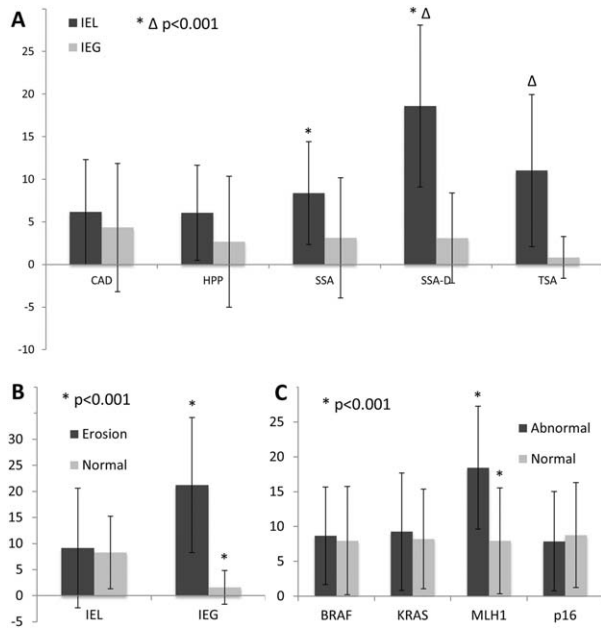 A
IEL
IEG
* Δ p<0.001
30
25
20
15
10
5
0
-5
-10
*
* Δ
Δ
CAD HPP SSA SSA-D TSA
B
* p<0.001
Erosion
Normal
35
30
25
20
15
10
5
0
-5
*
*
IEL IEG
C
* p<0.001
Abnormal
Normal
25
20
15
10
5
0
*
*
BRAF KRAS MLH1 p16